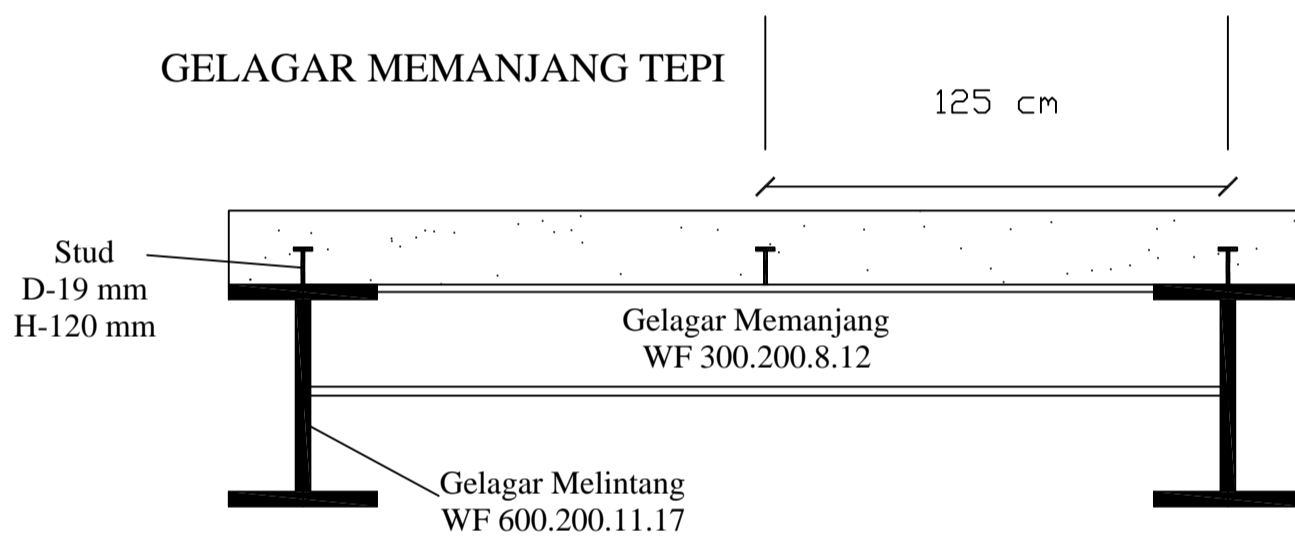 GELAGAR MEMANJANG TEPI
125 cm
Stud
D-19 mm
H-120 mm
Gelagar Memanjang
WF 300.200.8.12
Gelagar Melintang
WF 600.200.11.17